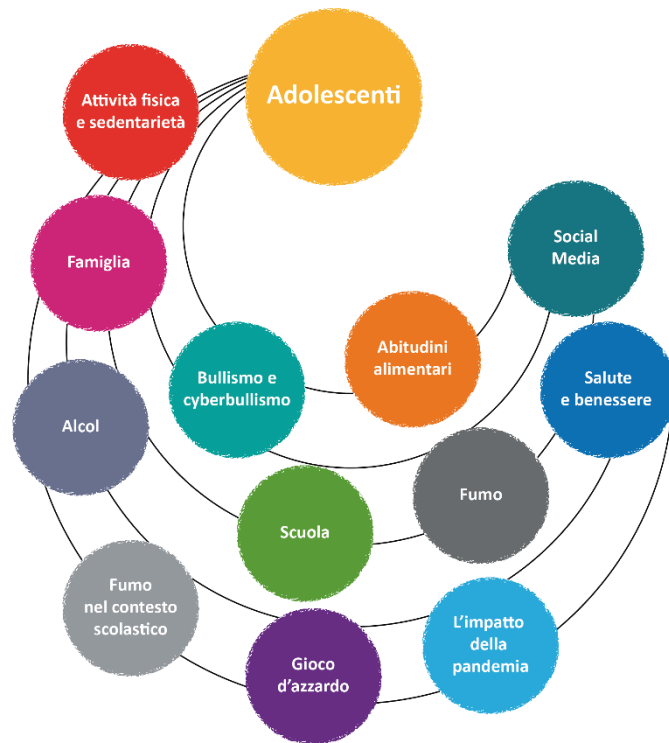 Adolescenti
Attività fisica
e sedentarietà
Famiglia
Social
Media
Abitudini
alimentari
Bullismo e
cyberbullismo
Salute
e benessere
Alcol
Fumo
Scuola
Fumo
nel contesto
scolastico
Gioco
d'azzardo
L'impatto
della
pandemia